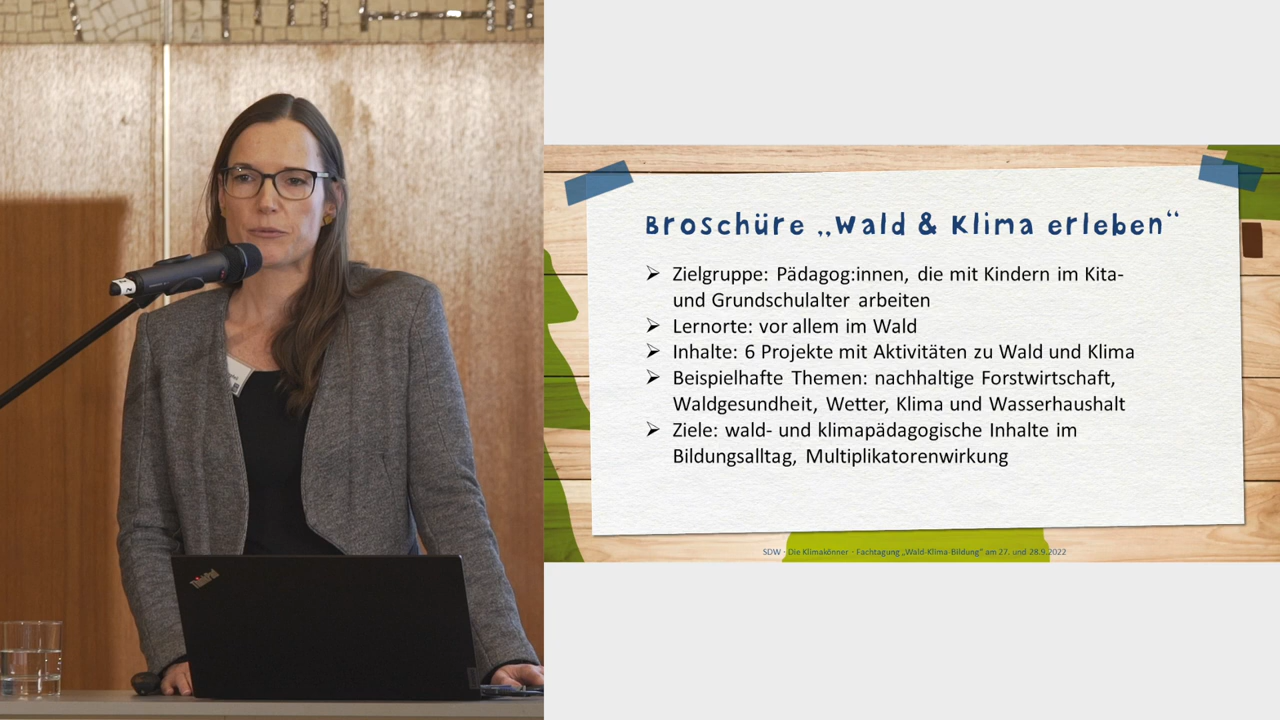 Broschüre „Wald & Klima erleben“
Zielgruppe: Pädagog:innen, die mit Kindern im Kita-
und Grundschulalter arbeiten
Lernorte: vor allem im Wald
Inhalte: 6 Projekte mit Aktivitäten zu Wald und Klima
Beispielhafte Themen: nachhaltige Forstwirtschaft,
Waldgesundheit, Wetter, Klima und Wasserhaushalt
Ziele: wald- und klimapädagogische Inhalte im
Bildungsalltag, Multiplikatorenwirkung
SDW - Die Klimakönner - Fachtagung „Wald-Klima-Bildung“ am 27. und 28.9.2022
ThinkPad